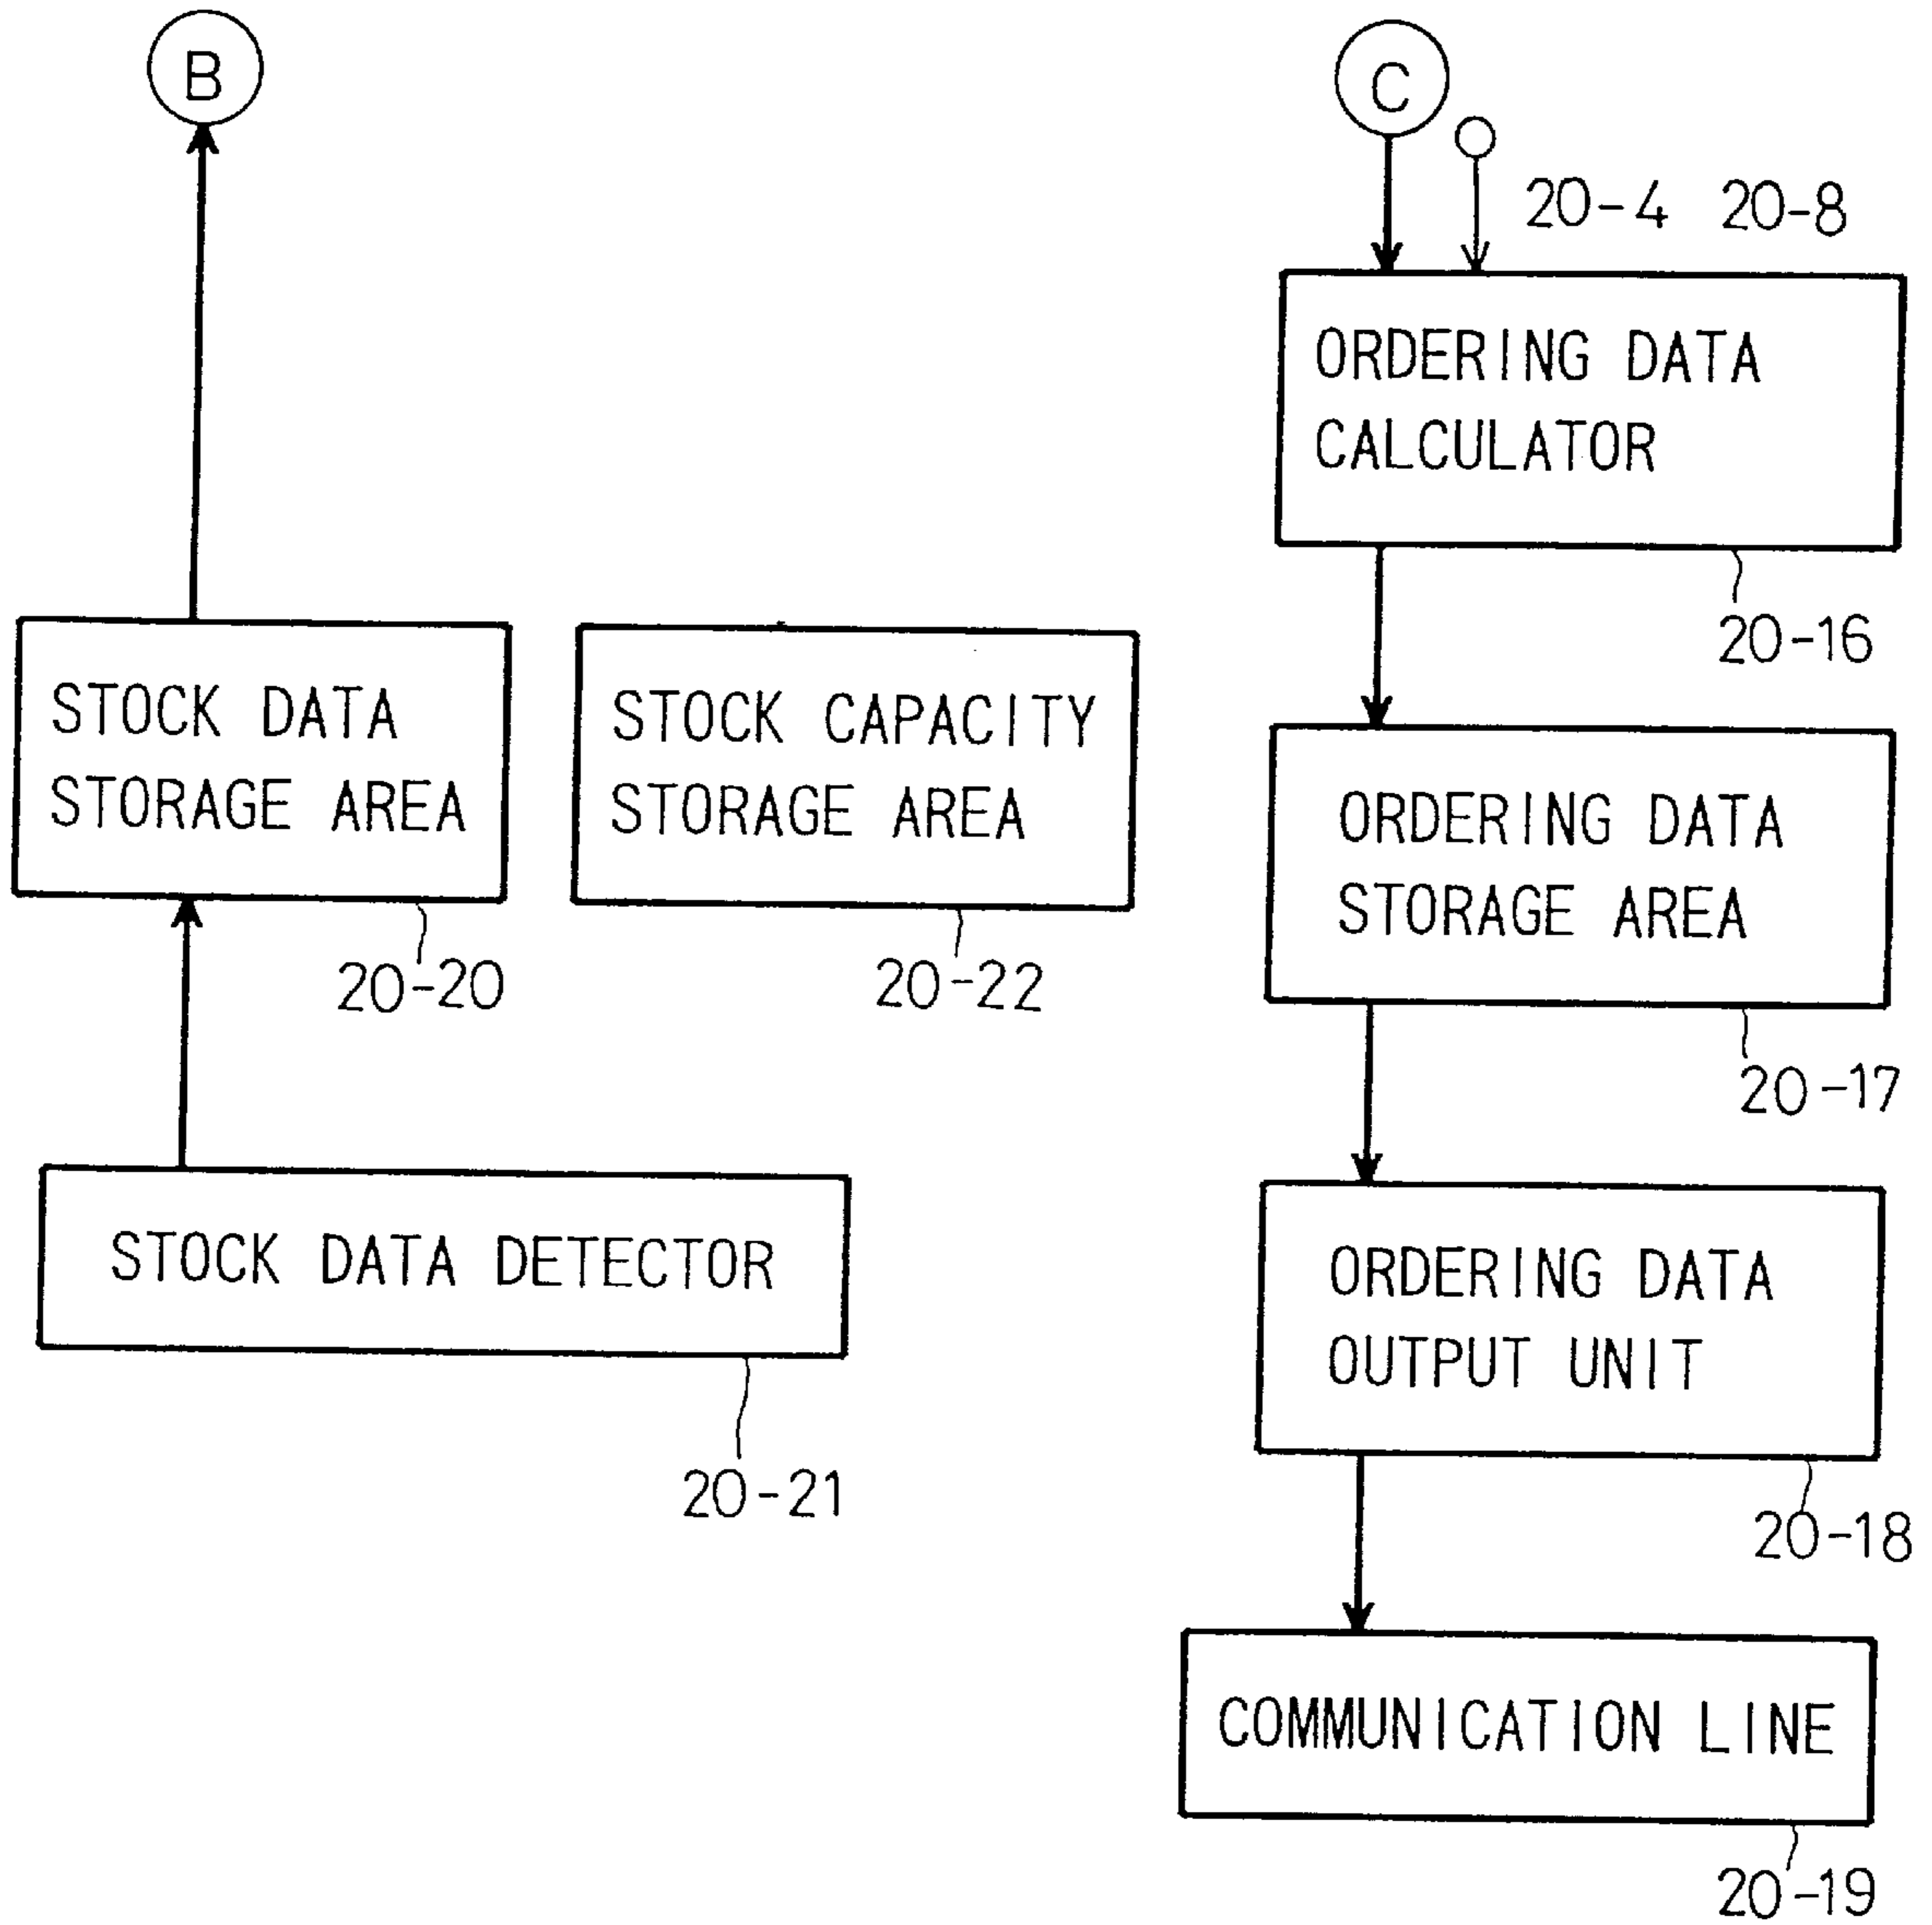 B
C
20-4 20-8
ORDERING DATA
CALCULATOR
20-16
STOCK DATA
STORAGE AREA
20-20
STOCK CAPACITY
STORAGE AREA
20-22
ORDERING DATA
STORAGE AREA
20-17
STOCK DATA DETECTOR
20-21
ORDERING DATA
OUTPUT UNIT
20-18
COMMUNICATION LINE
20-19